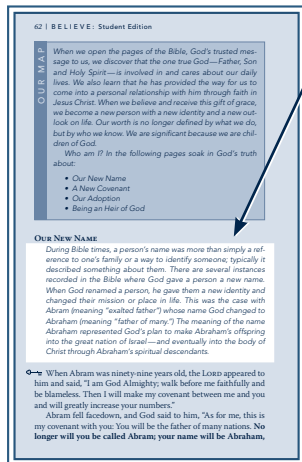 62 | BELIEVE: Student Edition
OUR MAP
When we open the pages of the Bible, God's trusted mes-
sage to us, we discover that the one true God—Father, Son
and Holy Spirit—is involved in and cares about our daily
lives. We also learn that he has provided the way for us to
come into a personal relationship with him through faith in
Jesus Christ. When we believe and receive this gift of grace,
we become a new person with a new identity and a new out-
look on life. Our worth is no longer defined by what we do,
but by who we know. We are significant because we are chil-
dren of God.
Who am I? In the following pages soak in God's truth
about:
• Our New Name
• A New Covenant
• Our Adoption
• Being an Heir of God
OUR NEW NAME
During Bible times, a person's name was more than simply a ref-
erence to one's family or a way to identify someone; typically it
described something about them. There are several instances
recorded in the Bible where God gave a person a new name.
When God renamed a person, he gave them a new identity and
changed their mission or place in life. This was the case with
Abram (meaning "exalted father") whose name God changed to
Abraham (meaning "father of many.") The meaning of the name
Abraham represented God's plan to make Abraham's offspring
into the great nation of Israel—and eventually into the body of
Christ through Abraham's spiritual descendants.
When Abram was ninety-nine years old, the LORD appeared to
him and said, "I am God Almighty; walk before me faithfully and
be blameless. Then I will make my covenant between me and you
and will greatly increase your numbers."
Abram fell facedown, and God said to him, "As for me, this is
my covenant with you: You will be the father of many nations. No
longer will you be called Abram; your name will be Abraham,